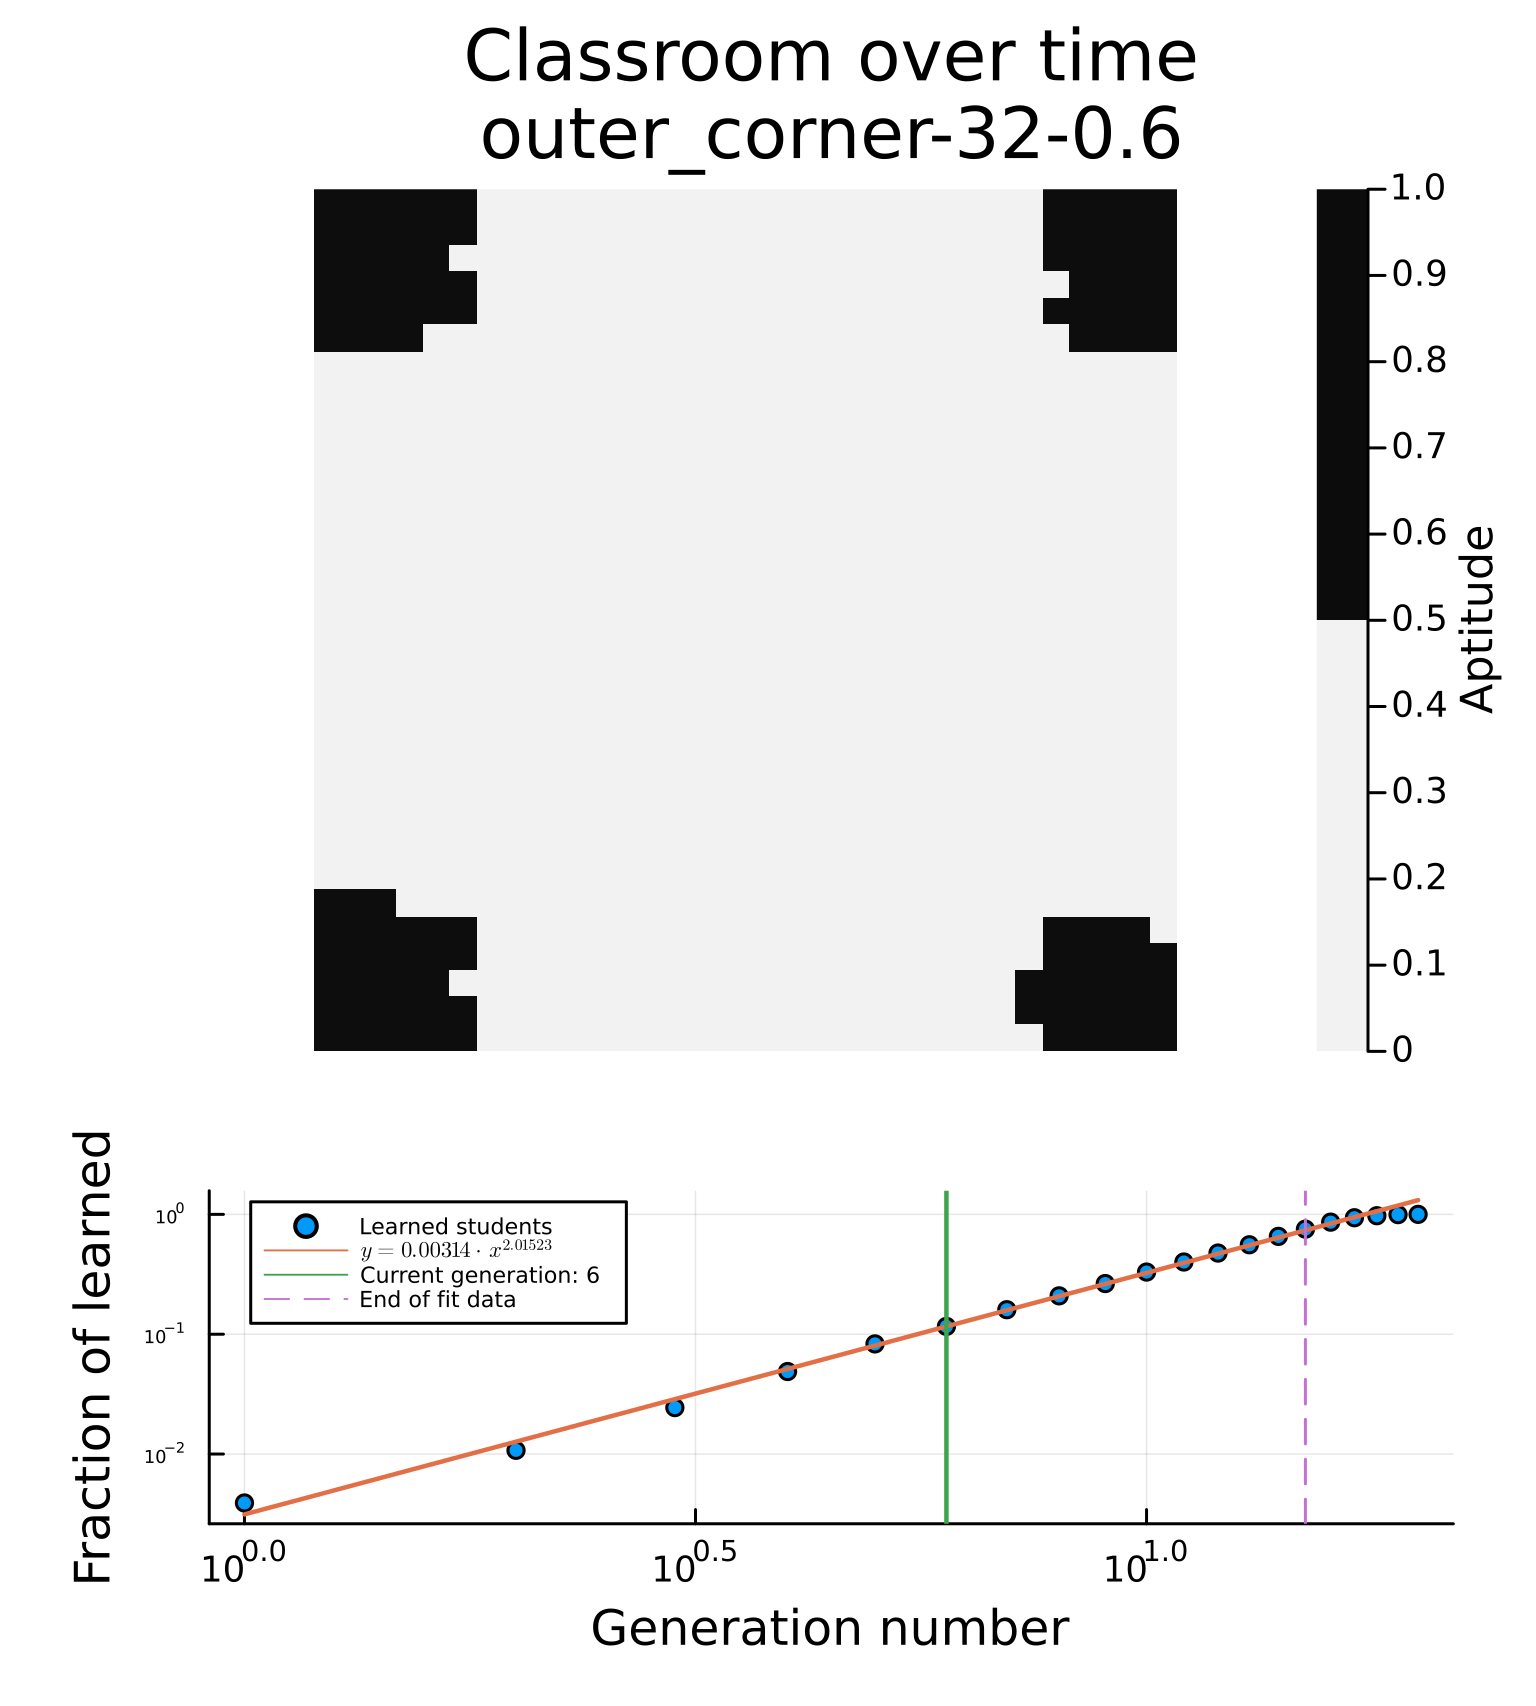 Classroom over time
outer_corner-32-0.6
1.0
0.9
0.8
0.7
0.6
0.5
0.4
0.3
0.2
0.1
0
Aptitude
Fraction of learned
10⁰
10⁻¹
10⁻²
Learned students
y = 0.00314 · x^2.01523
Current generation: 6
End of fit data
10^0.0
10^0.5
10^1.0
Generation number